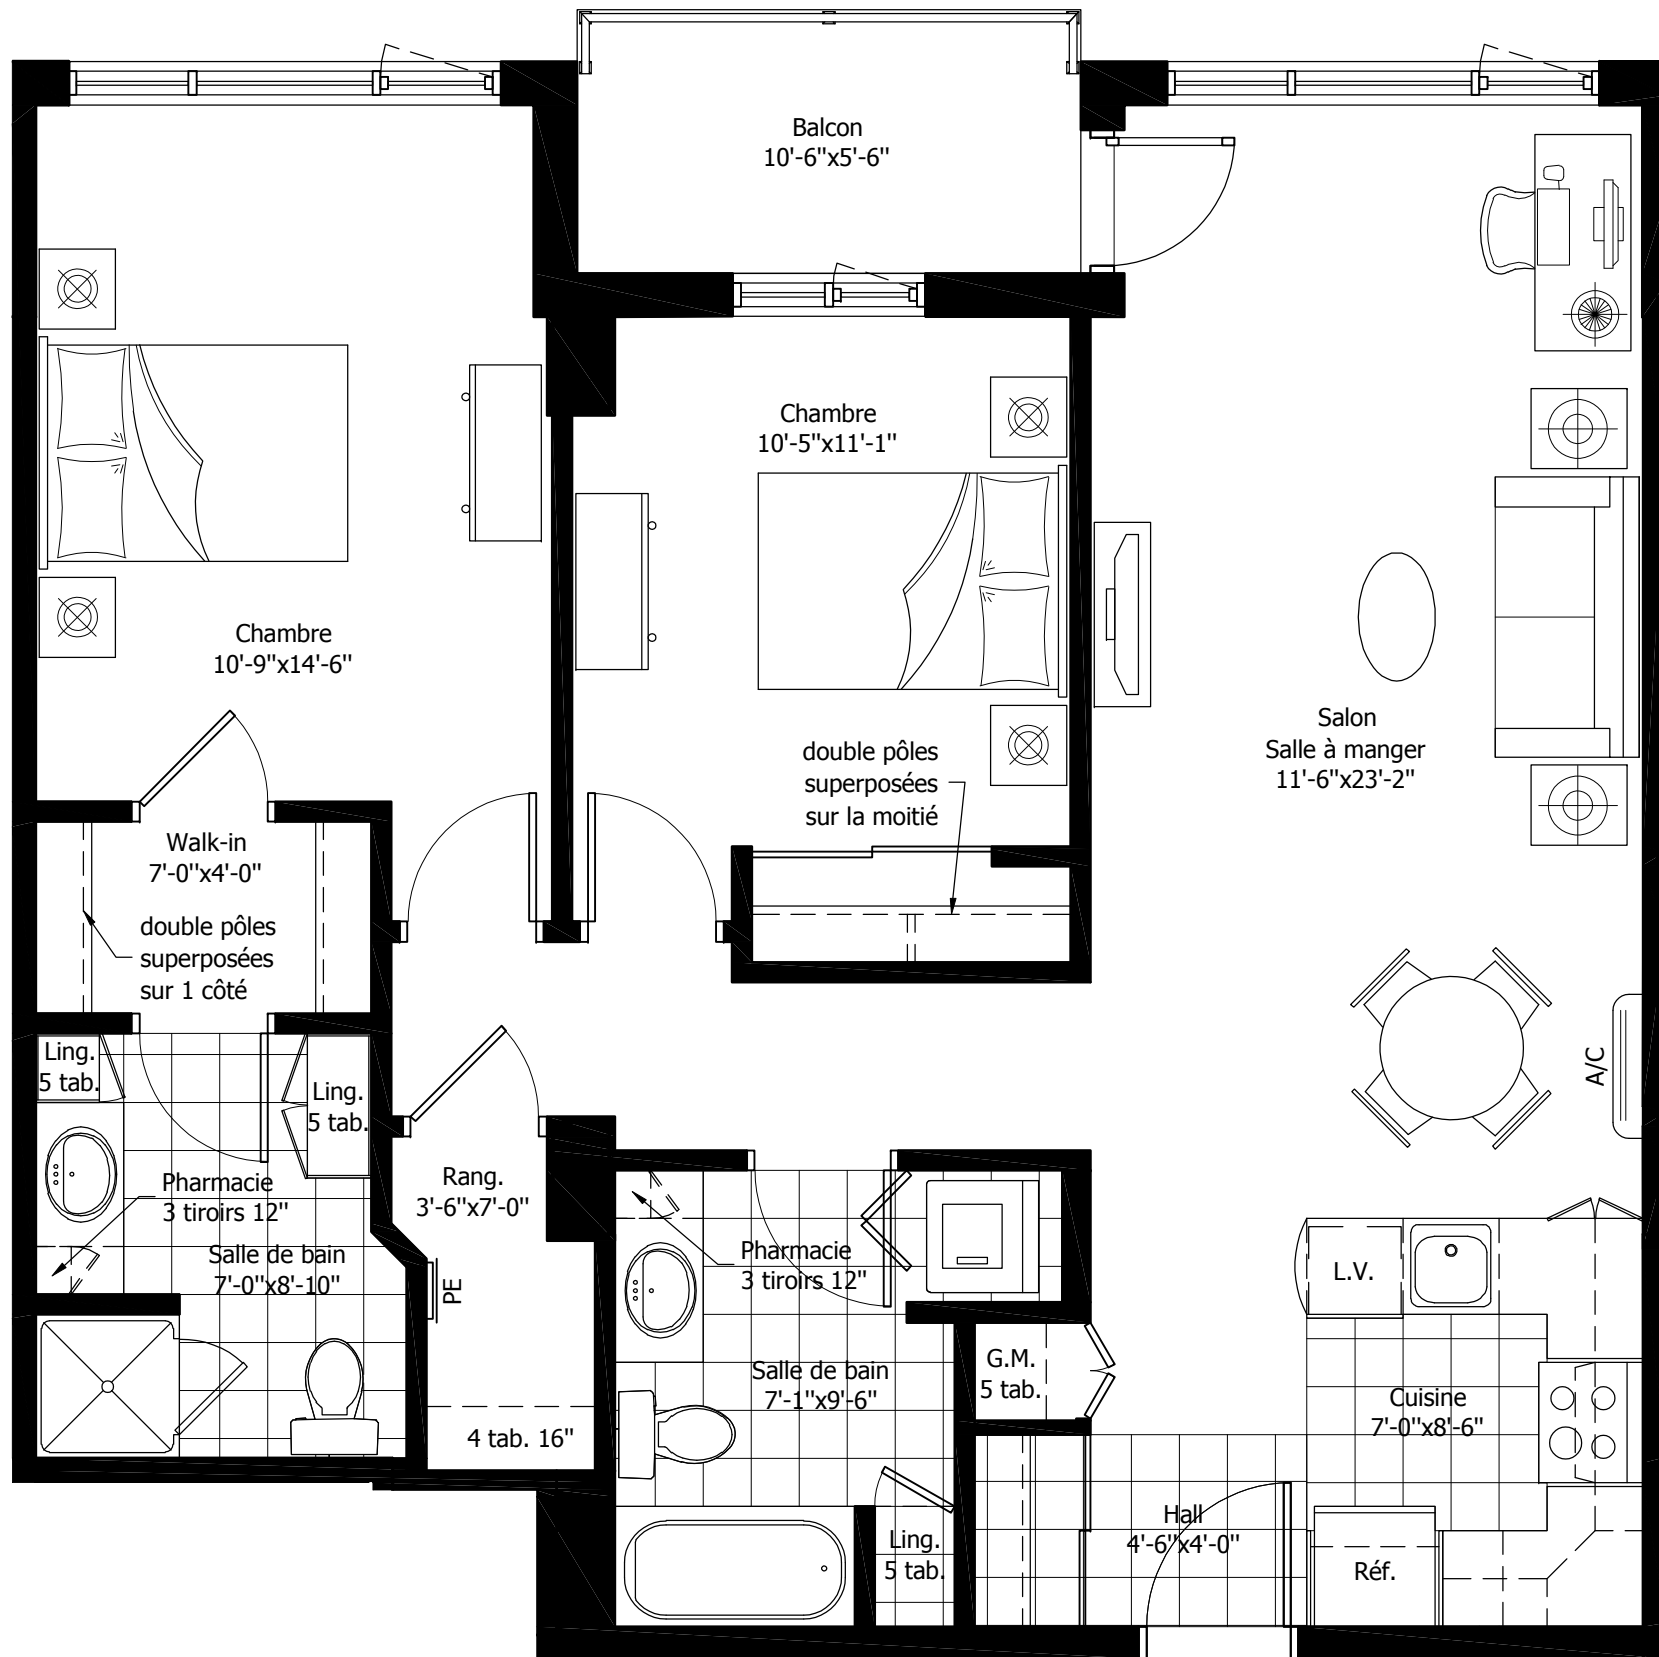 Balcon
10'-6"x5'-6"
Chambre
10'-5"x11'-1"
Chambre
10'-9"x14'-6"
Salon
Salle à manger
11'-6"x23'-2"
double pôles
superposées
sur la moitié
Walk-in
7'-0"x4'-0"
double pôles
superposées
sur 1 côté
Ling.
5 tab.
Ling.
5 tab.
A/C
Pharmacie
3 tiroirs 12"
Rang.
3'-6"x7'-0"
Salle de bain
7'-0"x8'-10"
PE
Pharmacie
3 tiroirs 12"
L.V.
G.M.
5 tab.
Salle de bain
7'-1"x9'-6"
Cuisine
7'-0"x8'-6"
4 tab. 16"
Hall
4'-6"x4'-0"
Ling.
5 tab.
Réf.